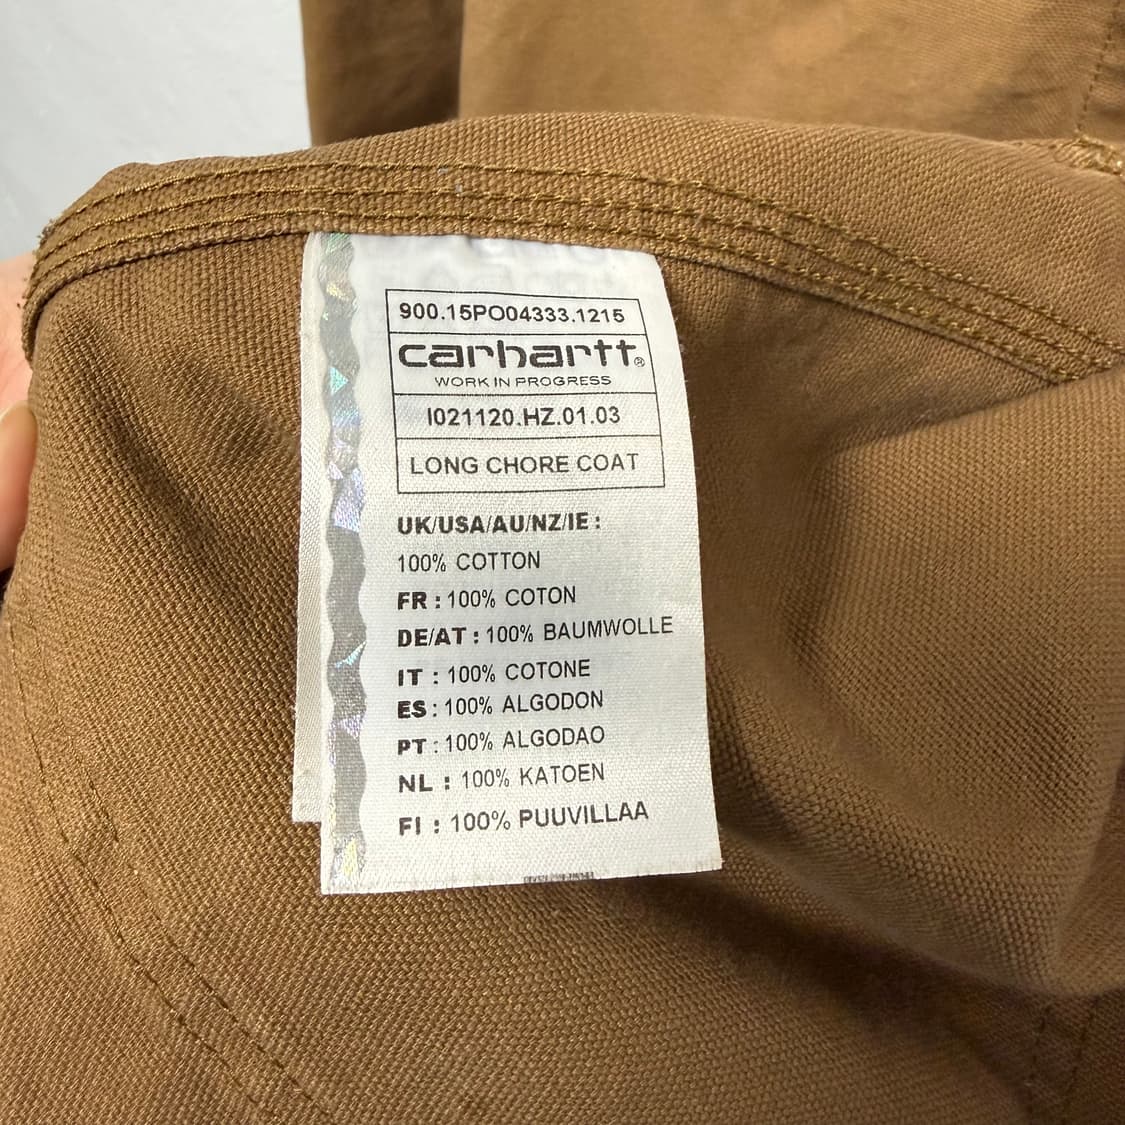 900.15PO04333.1215
carhartt®
WORK IN PROGRESS
I021120.HZ.01.03
LONG CHORE COAT
UK/USA/AU/NZ/IE :
100% COTTON
FR : 100% COTON
DE/AT : 100% BAUMWOLLE
IT : 100% COTONE
ES : 100% ALGODON
PT : 100% ALGODAO
NL : 100% KATOEN
FI : 100% PUUVILLAA